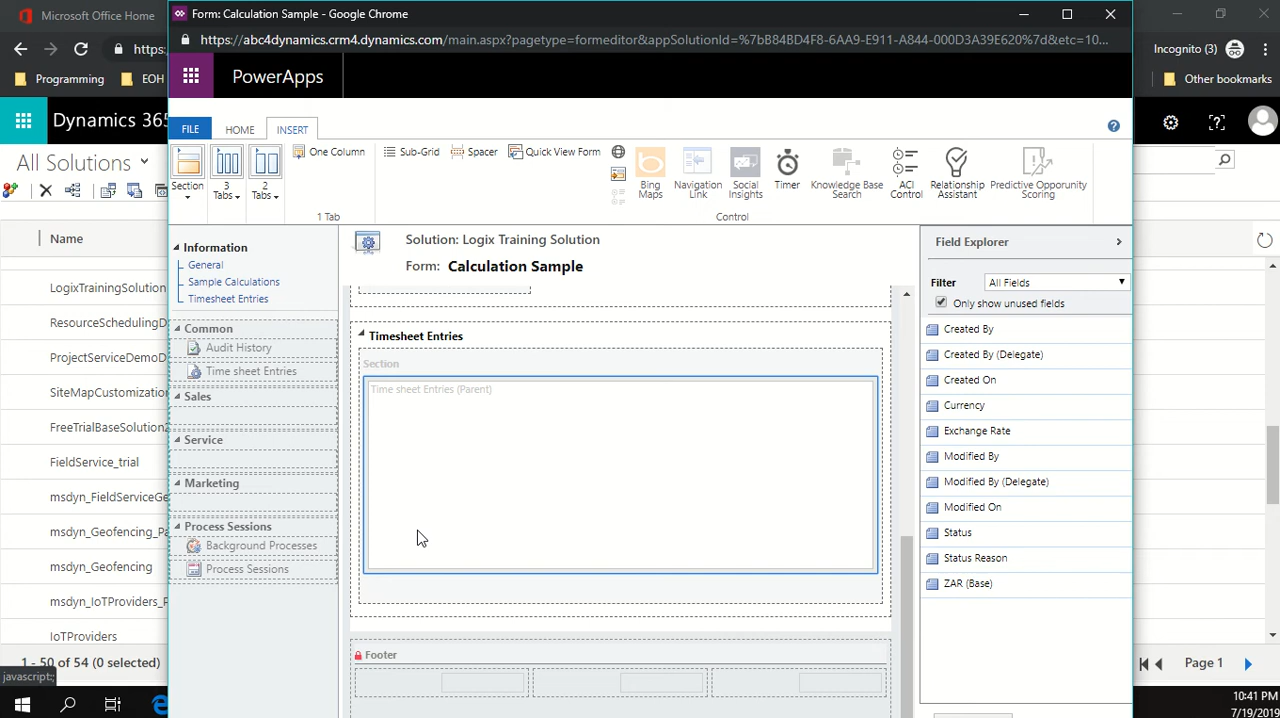 Microsoft Office Home
Form: Calculation Sample - Google Chrome
https:
https://abc4dynamics.crm4.dynamics.com/main.aspx?pagetype=formeditor&appSolutionId=%7bB84BD4F8-6AA9-E911-A844-000D3A39E620%7d&etc=10...
Incognito (3)
Programming
EOH
Other bookmarks
PowerApps
Dynamics 365
FILE
HOME
INSERT
All Solutions
Section
3 Tabs
2 Tabs
One Column
Sub-Grid
Spacer
Quick View Form
Bing Maps
Navigation Link
Social Insights
Timer
Knowledge Base Search
ACI Control
Relationship Assistant
Predictive Opportunity Scoring
1 Tab
Control
Name
LogixTrainingSolution
ResourceSchedulingD
ProjectServiceDemoD
SiteMapCustomization
FreeTrialBaseSolution2
FieldService_trial
msdyn_FieldServiceGe
msdyn_Geofencing_Pa
msdyn_Geofencing
msdyn_IoTProviders_P
IoTProviders
1 - 50 of 54 (0 selected)
javascript:;
Information
General
Sample Calculations
Timesheet Entries
Common
Audit History
Time sheet Entries
Sales
Service
Marketing
Process Sessions
Background Processes
Process Sessions
Solution: Logix Training Solution
Form: Calculation Sample
Timesheet Entries
Section
Time sheet Entries (Parent)
Footer
Field Explorer
Filter
All Fields
Only show unused fields
Created By
Created By (Delegate)
Created On
Currency
Exchange Rate
Modified By
Modified By (Delegate)
Modified On
Status
Status Reason
ZAR (Base)
Page 1
10:41 PM
7/19/2019